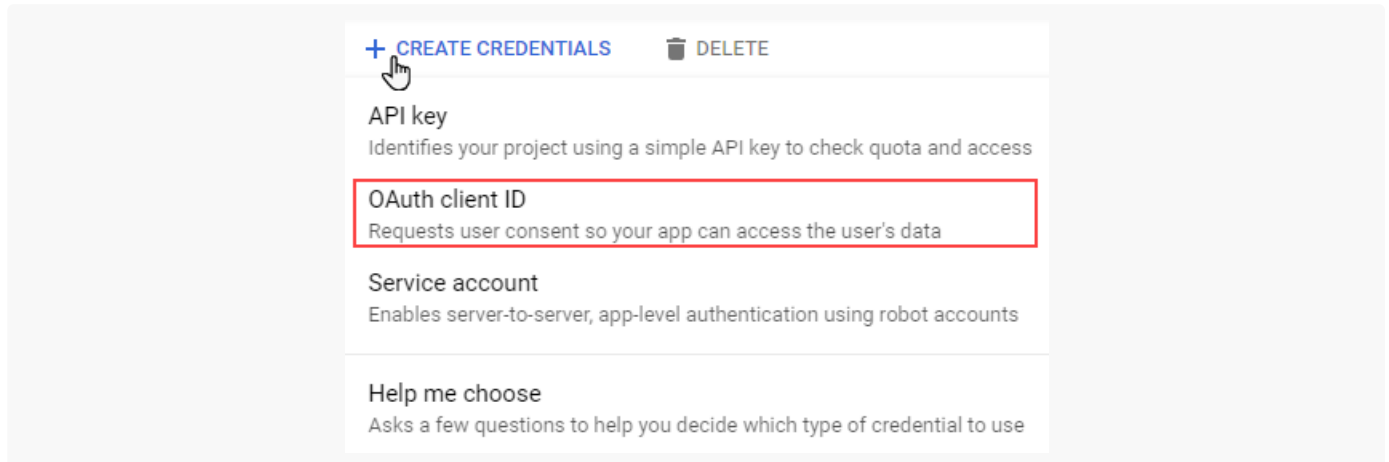 + CREATE CREDENTIALS DELETE
API key
Identifies your project using a simple API key to check quota and access
OAuth client ID
Requests user consent so your app can access the user's data
Service account
Enables server-to-server, app-level authentication using robot accounts
Help me choose
Asks a few questions to help you decide which type of credential to use